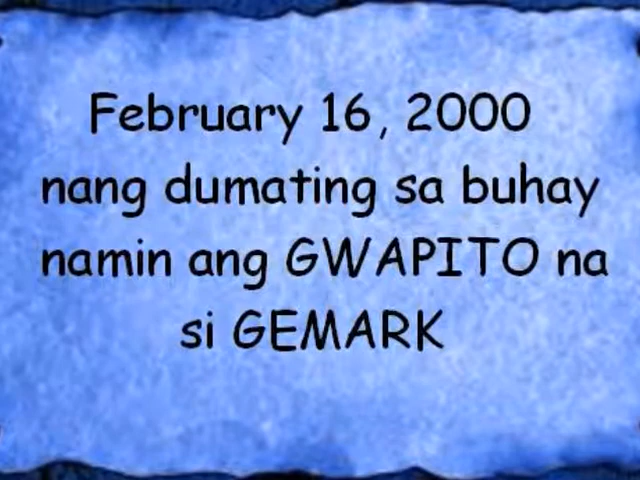 February 16, 2000
nang dumating sa buhay
namin ang GWAPITO na
si GEMARK